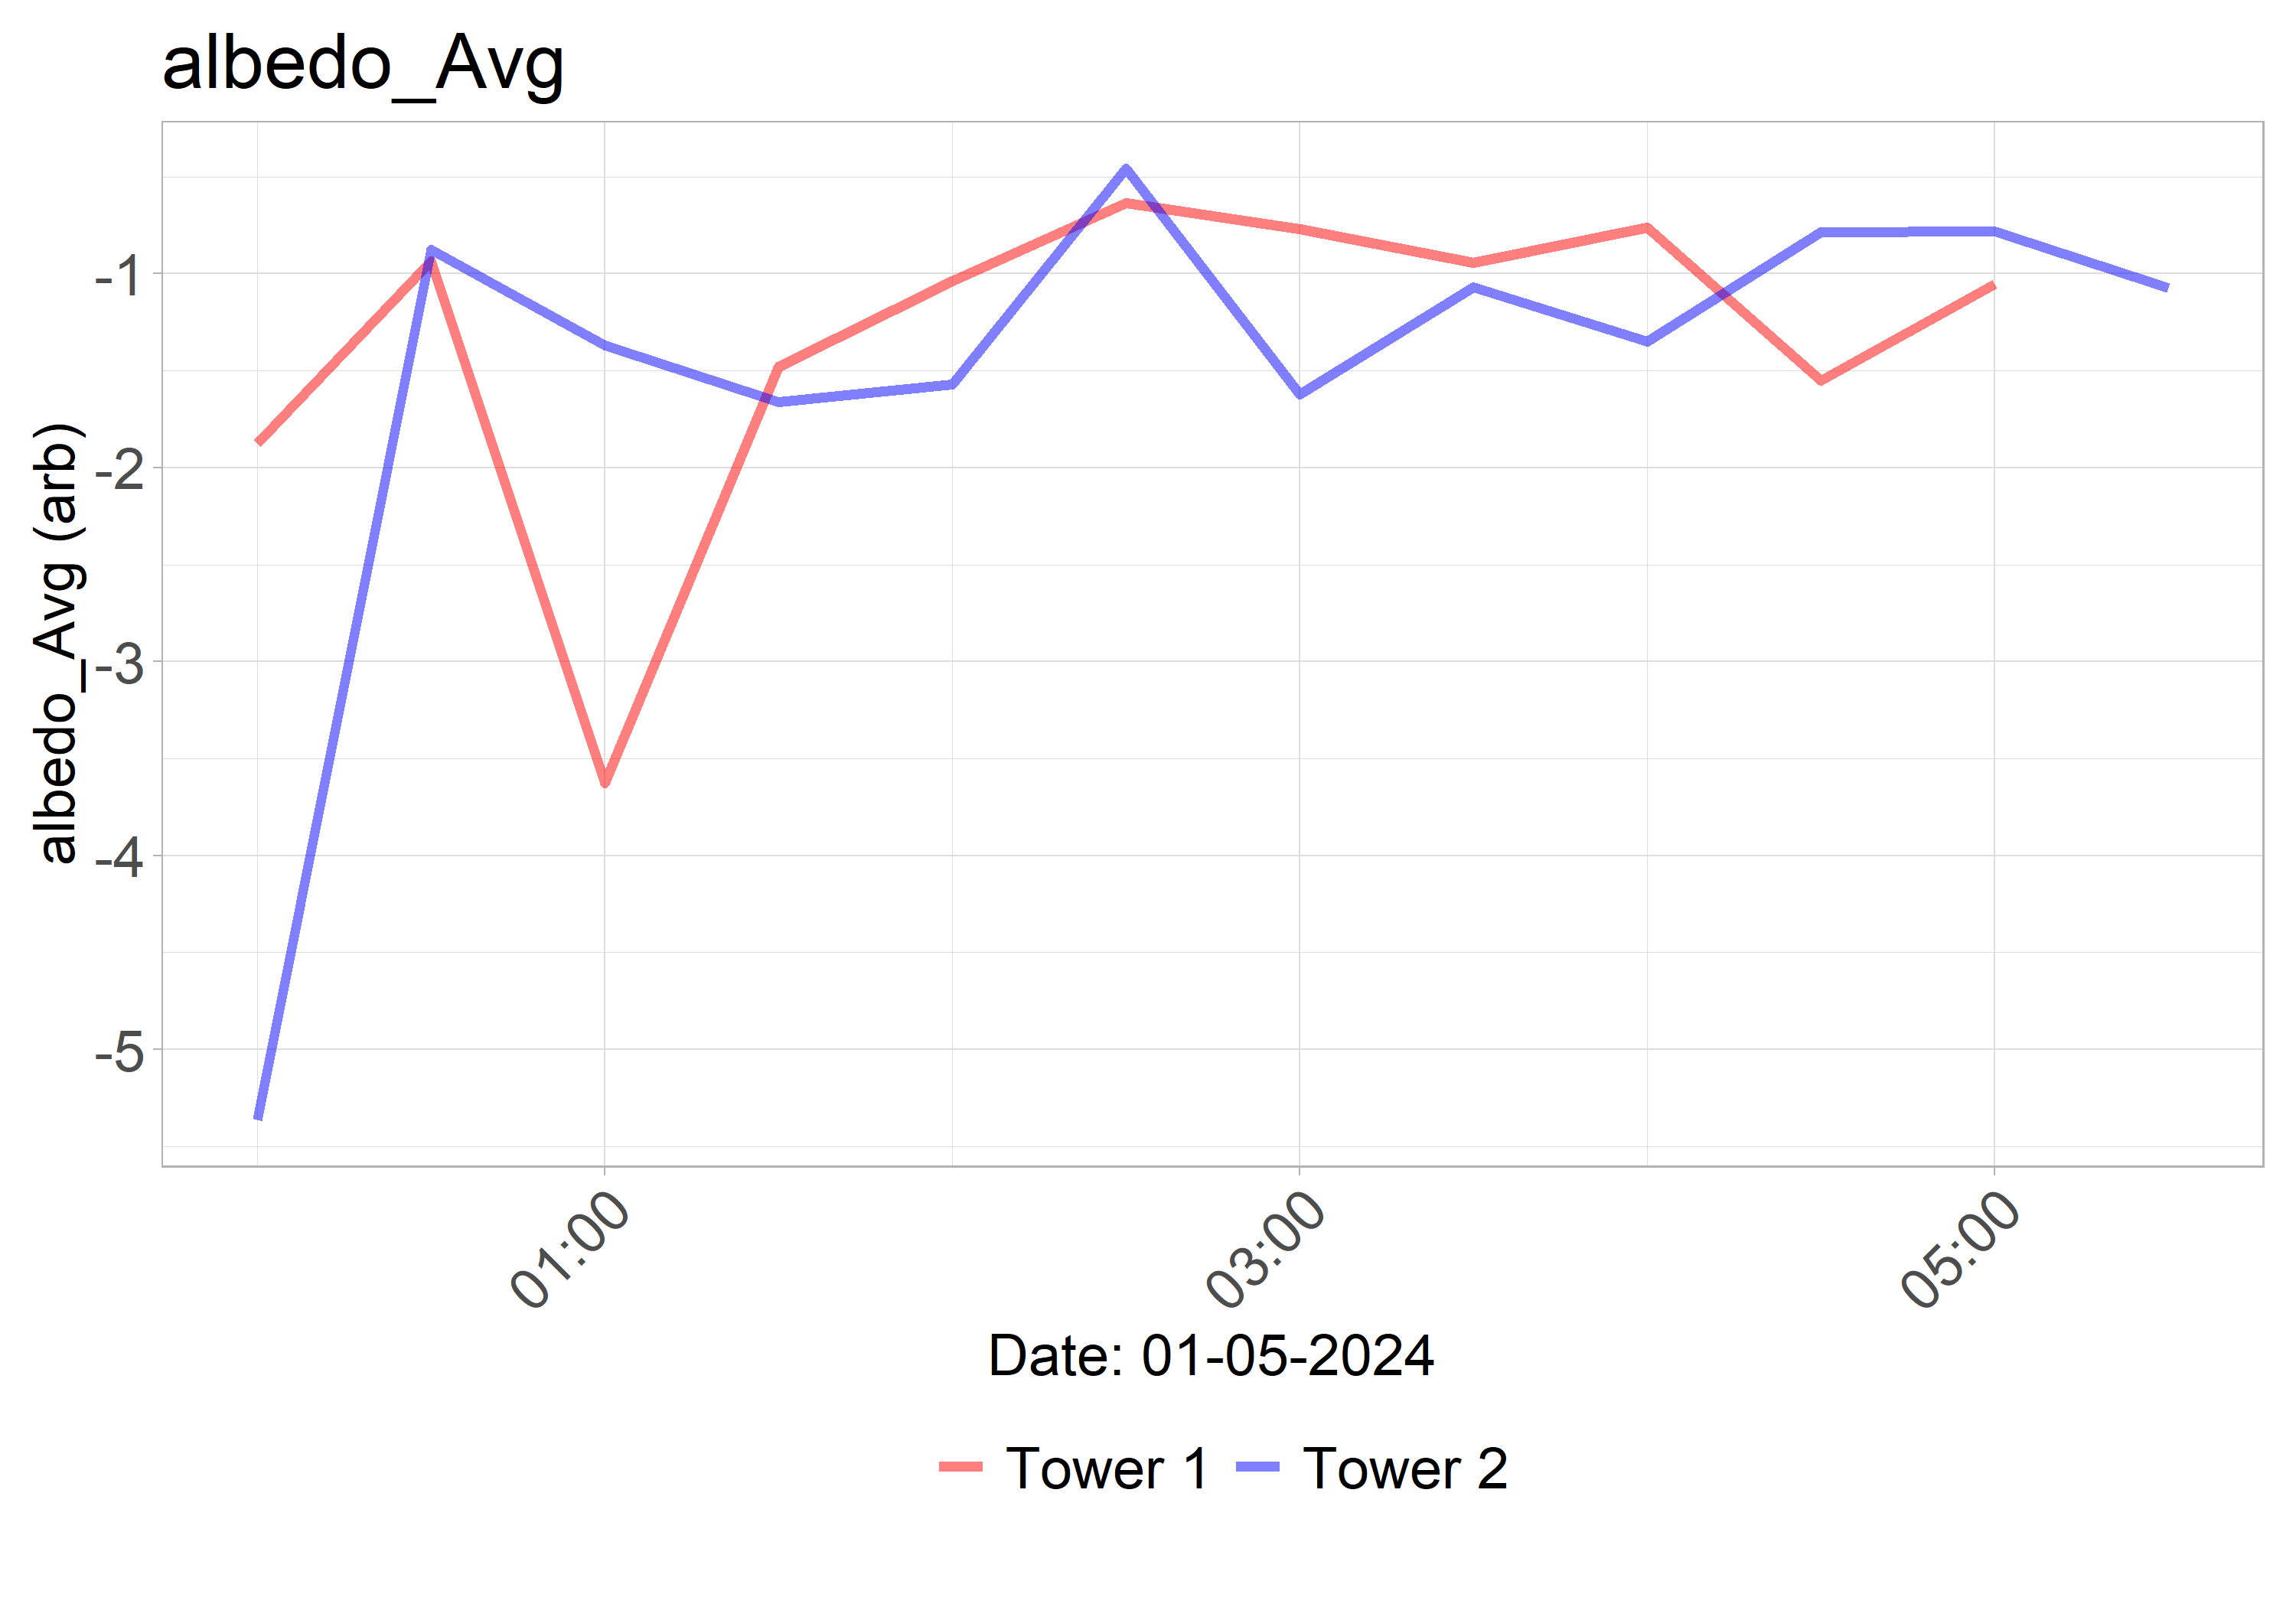 albedo_Avg
albedo_Avg (arb)
-1
-2
-3
-4
-5
01:00
03:00
05:00
Date: 01-05-2024
Tower 1
Tower 2